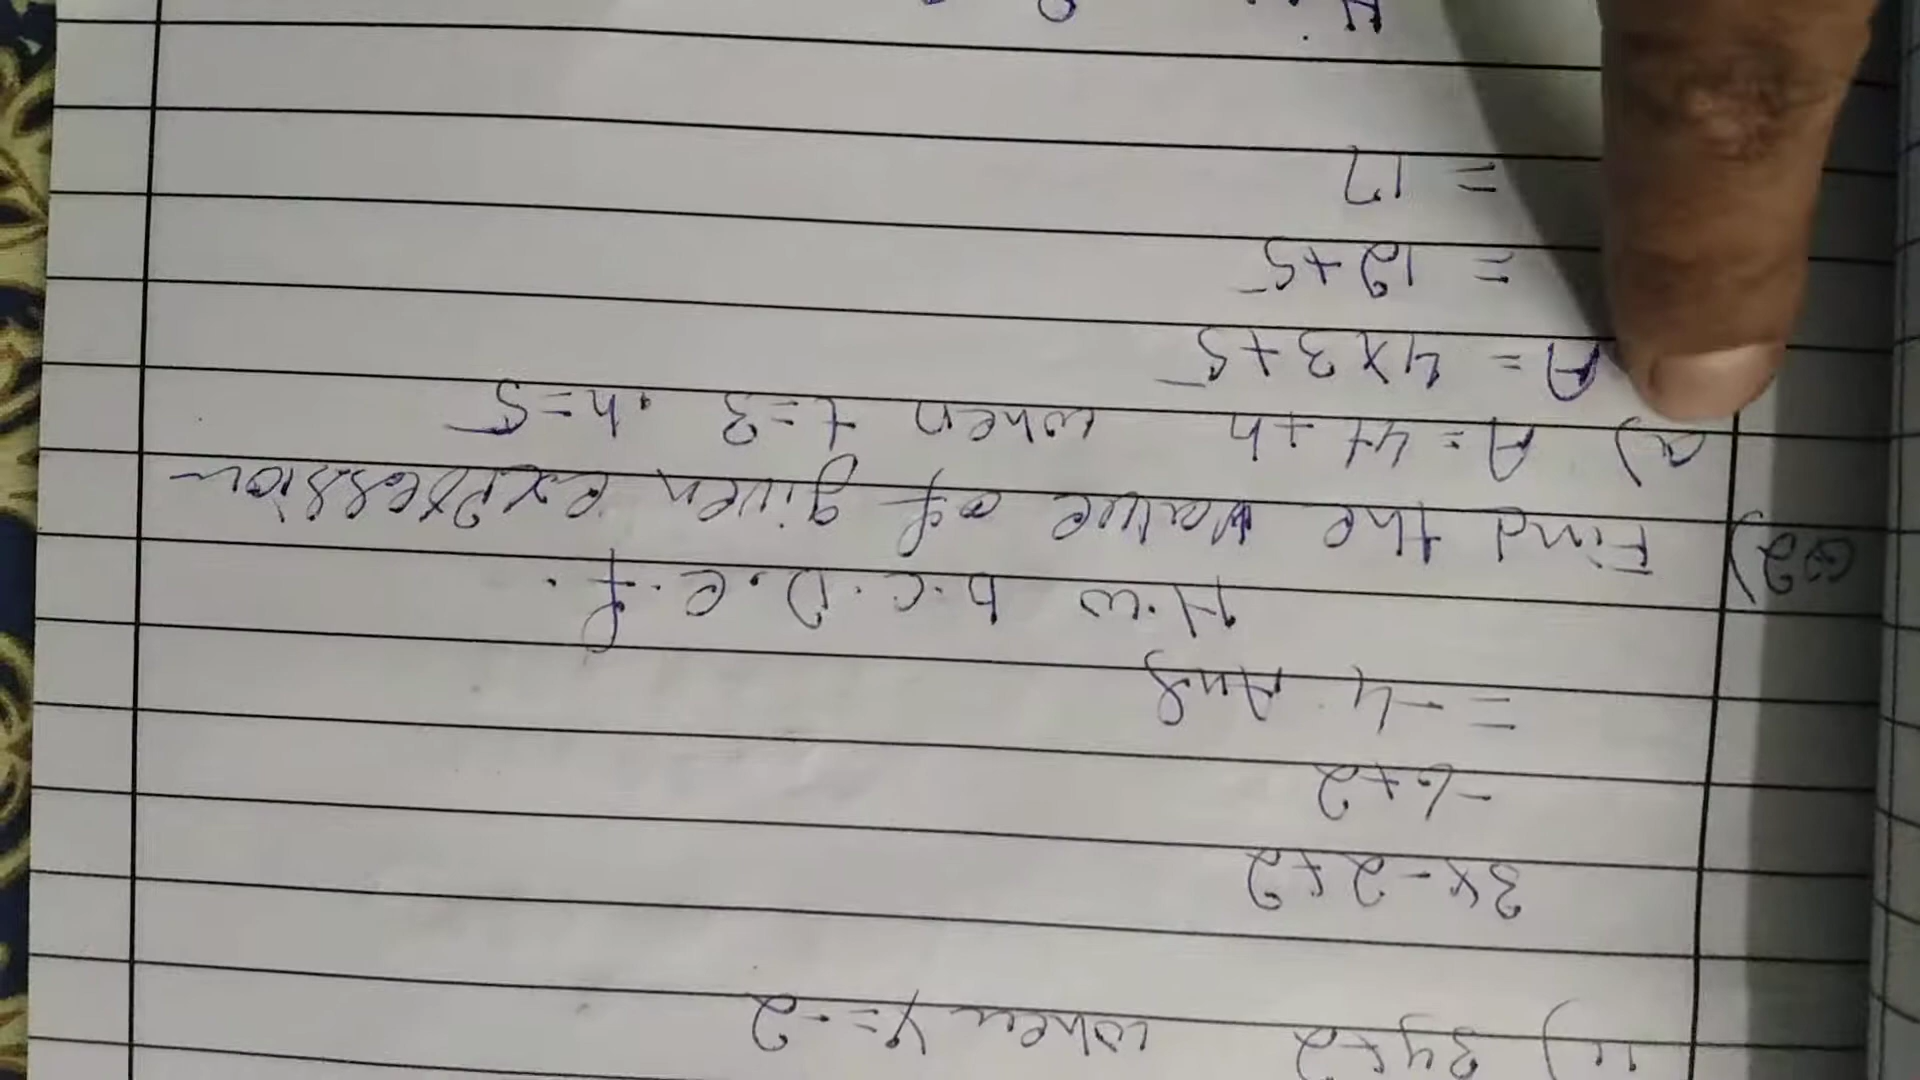 ii) 3y+2 when y=-2
3x-2+2
-6+2
= -4 Ans
H.w b.c.D.e.f.
Q2) Find the value of given expression
a) A = 4t+h when t=3, h=5
A = 4x3+5
= 12+5
= 17